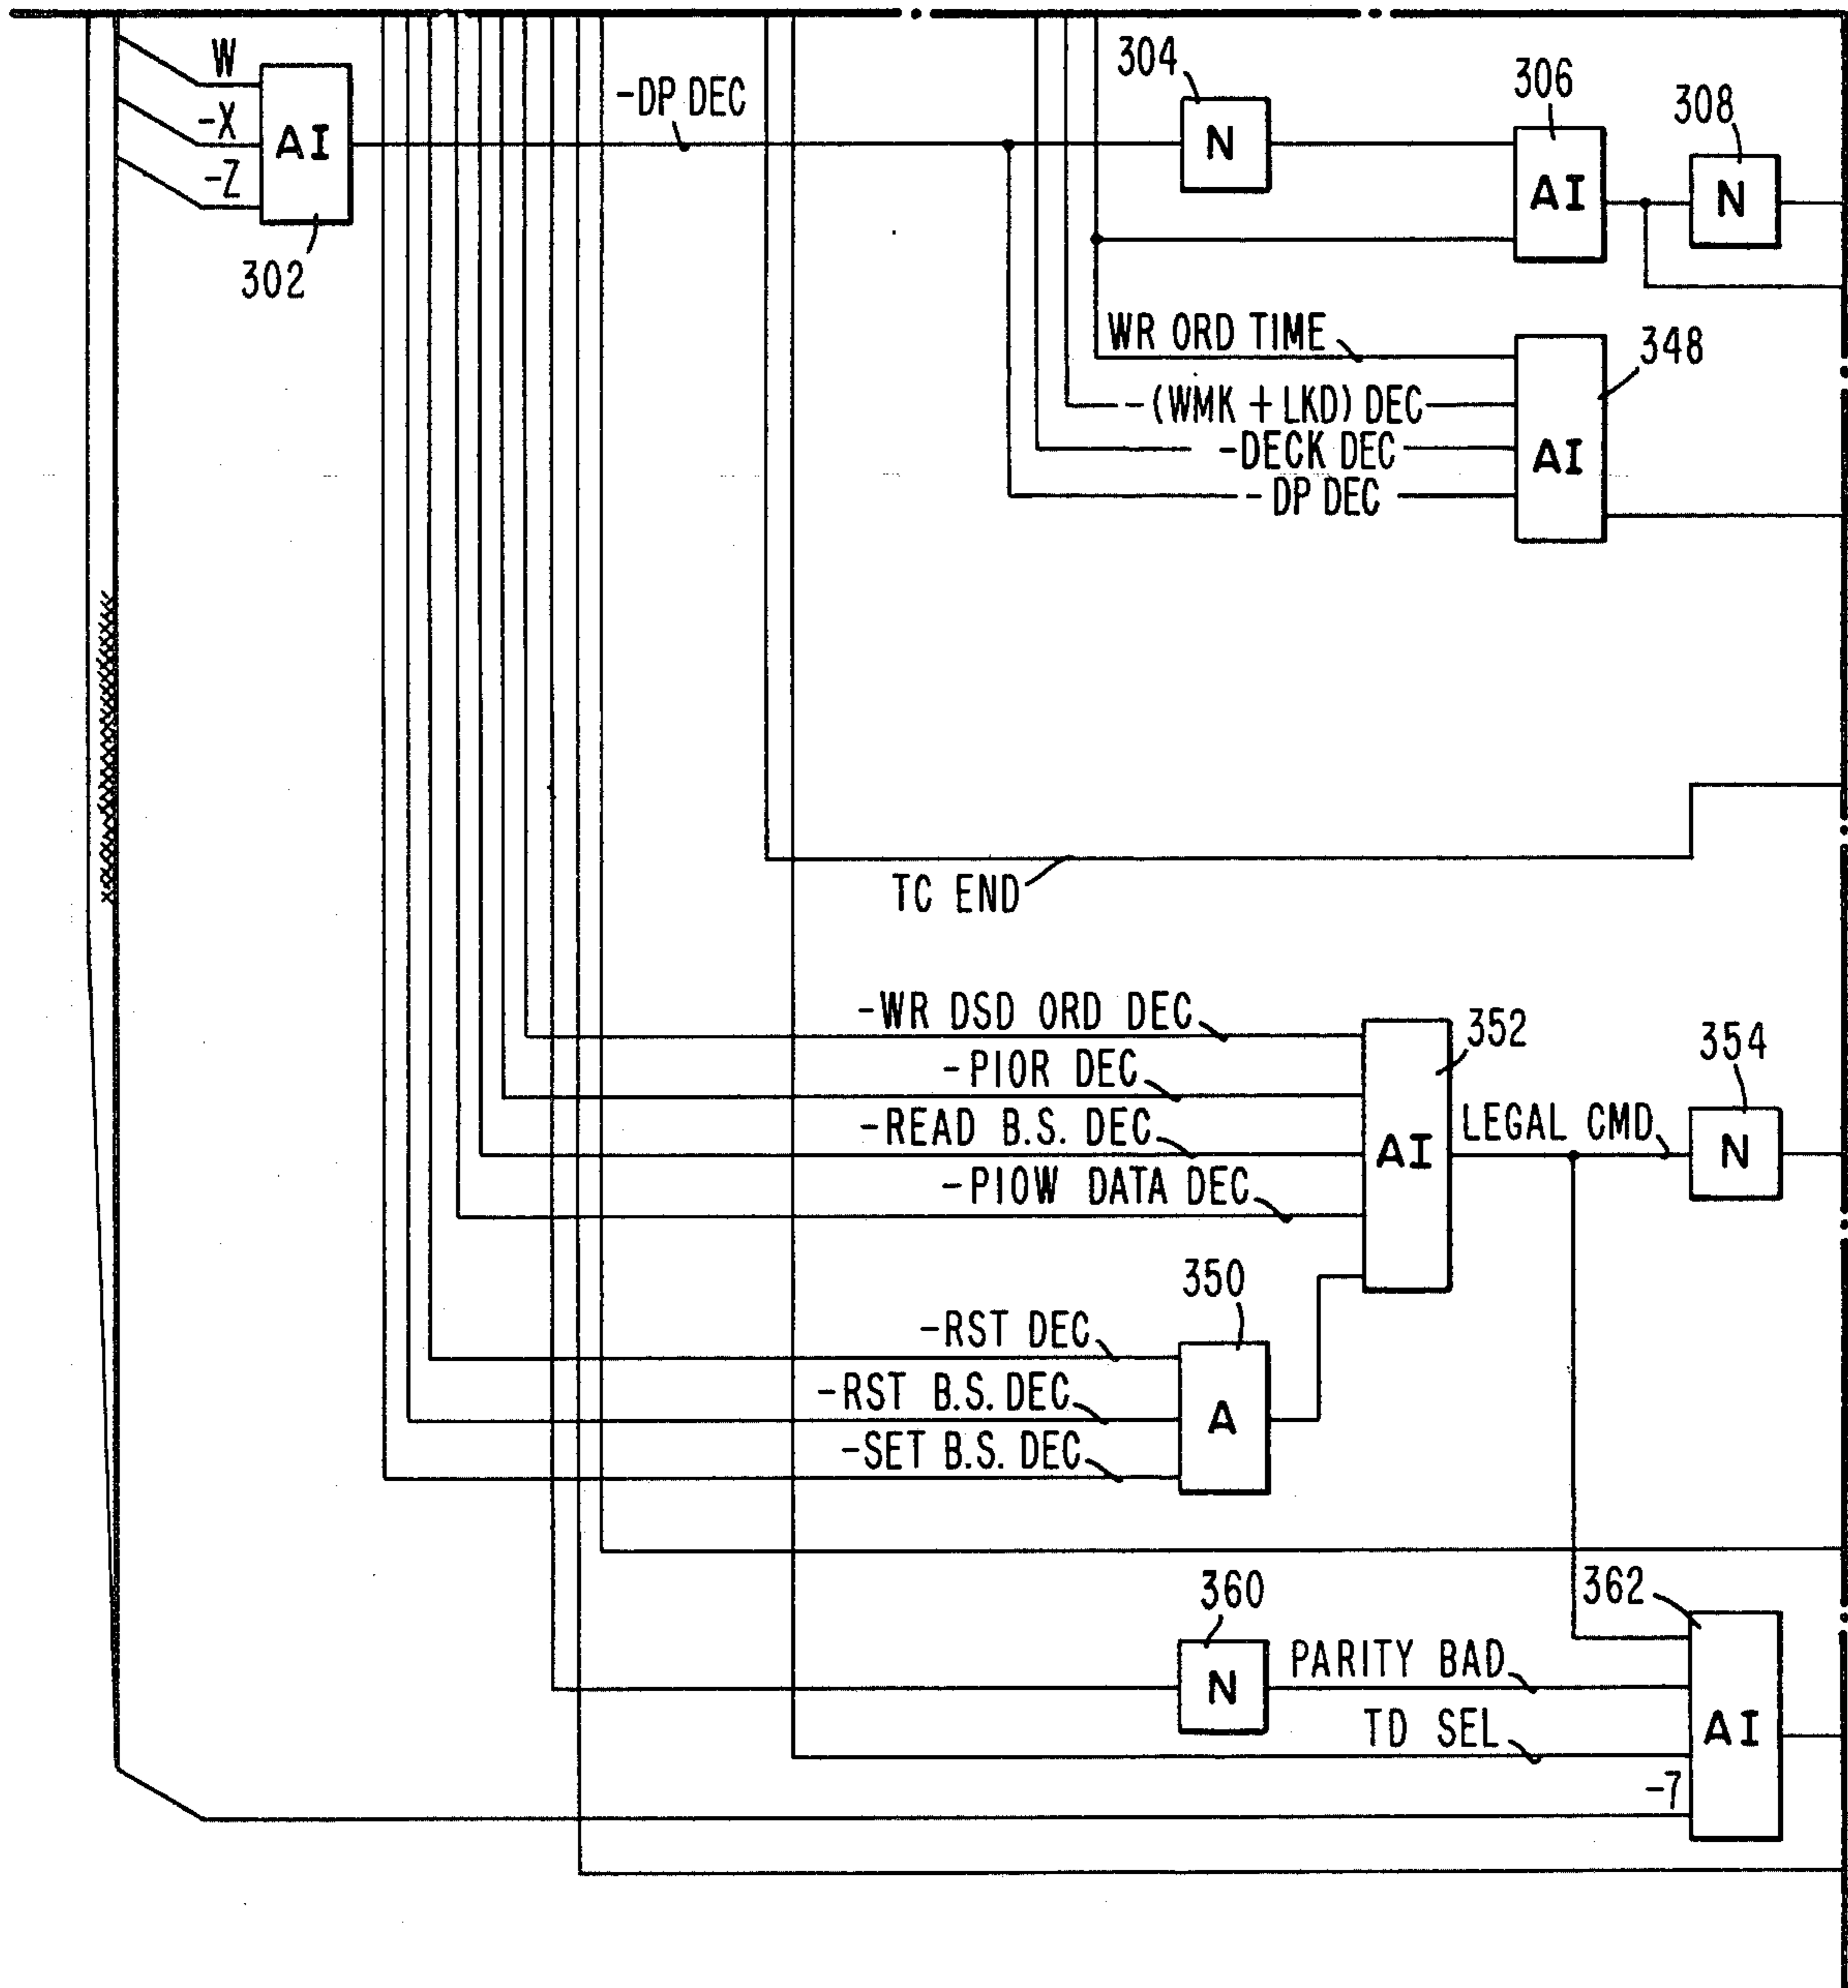 W
-X
-Z
AI
302
-DP DEC
304
N
306
AI
308
N
WR ORD TIME
-(WMK + LKD) DEC
-DECK DEC
-DP DEC
AI
348
TC END
-WR DSD ORD DEC
-PIOR DEC
-READ B.S. DEC
-PIOW DATA DEC
AI
352
LEGAL CMD
354
N
350
-RST DEC
-RST B.S. DEC
-SET B.S. DEC
A
360
N
PARITY BAD
TD SEL
-7
362
AI